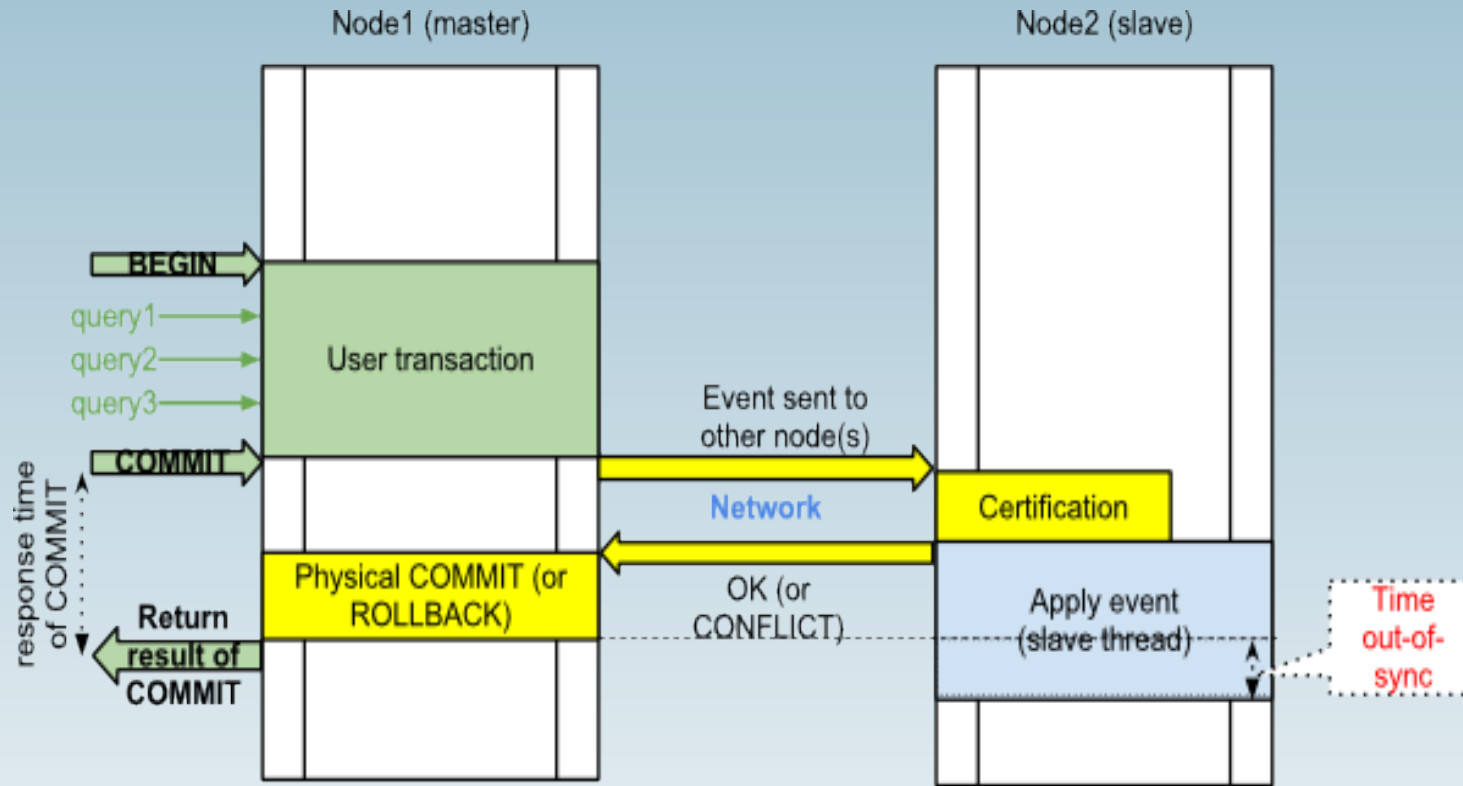 Node1 (master)
Node2 (slave)
BEGIN
query1
query2
query3
User transaction
COMMIT
Event sent to
other node(s)
Network
Certification
response time
of COMMIT
Physical COMMIT (or
ROLLBACK)
OK (or
CONFLICT)
Apply event
(slave thread)
Return
result of
COMMIT
Time
out-of-
sync